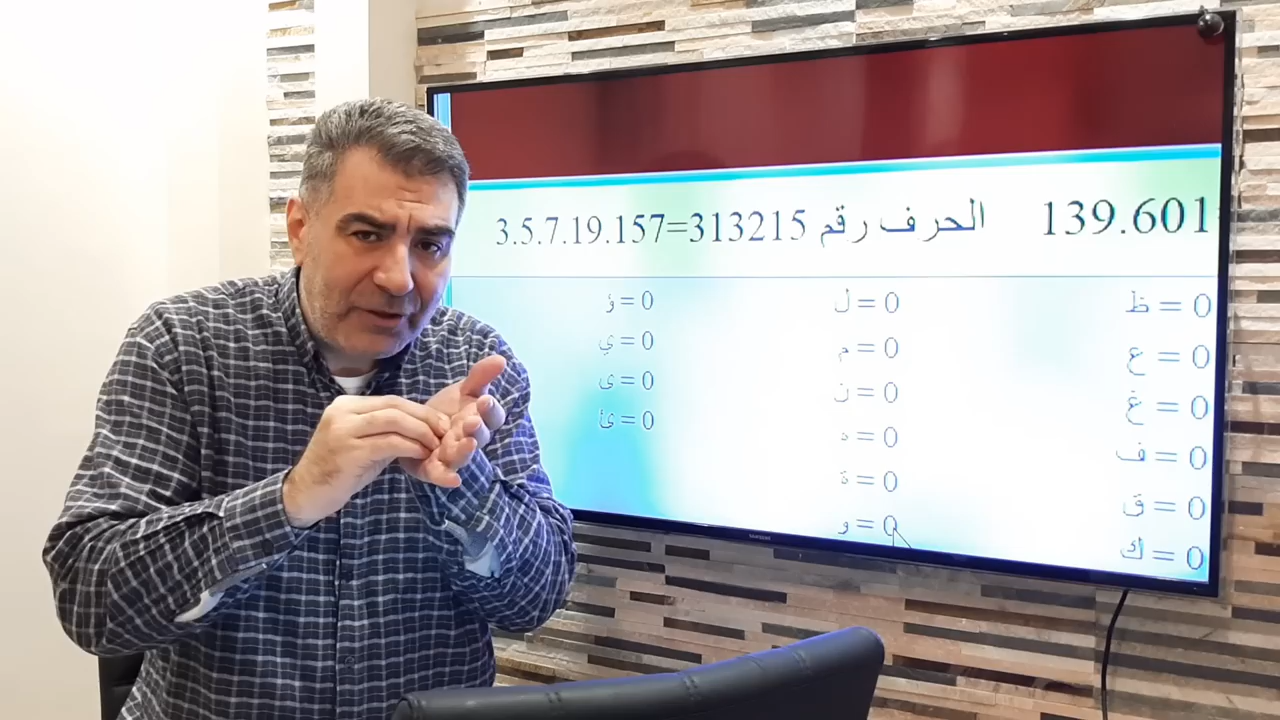 139.601 الحرف رقم 313215=3.5.7.19.157
ظ = 0
ع = 0
غ = 0
ف = 0
ق = 0
ك = 0
ل = 0
م = 0
ن = 0
ه = 0
ة = 0
و = 0
ؤ = 0
ي = 0
ى = 0
ئ = 0